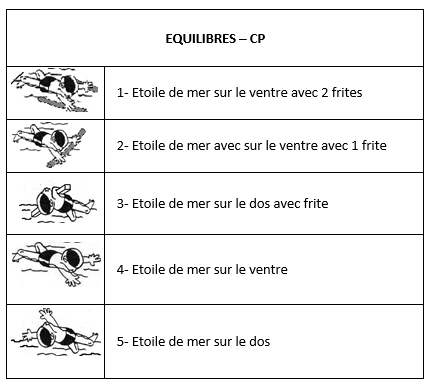 EQUILIBRES – CP
1- Etoile de mer sur le ventre avec 2 frites
2- Etoile de mer avec sur le ventre avec 1 frite
3- Etoile de mer sur le dos avec frite
4- Etoile de mer sur le ventre
5- Etoile de mer sur le dos